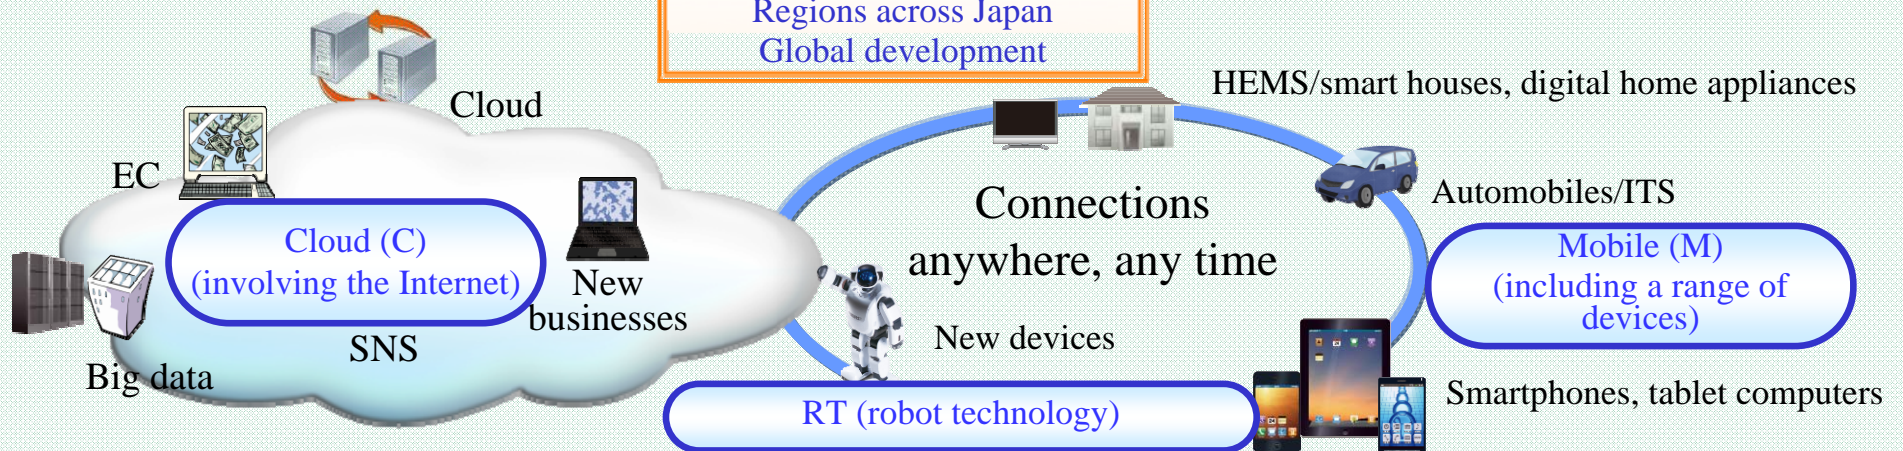 Regions across Japan
Global development
HEMS/smart houses, digital home appliances
Cloud
EC
Automobiles/ITS
Connections
anywhere, any time
Cloud (C)
(involving the Internet)
Mobile (M)
(including a range of
devices)
New
businesses
SNS
New devices
Big data
Smartphones, tablet computers
RT (robot technology)